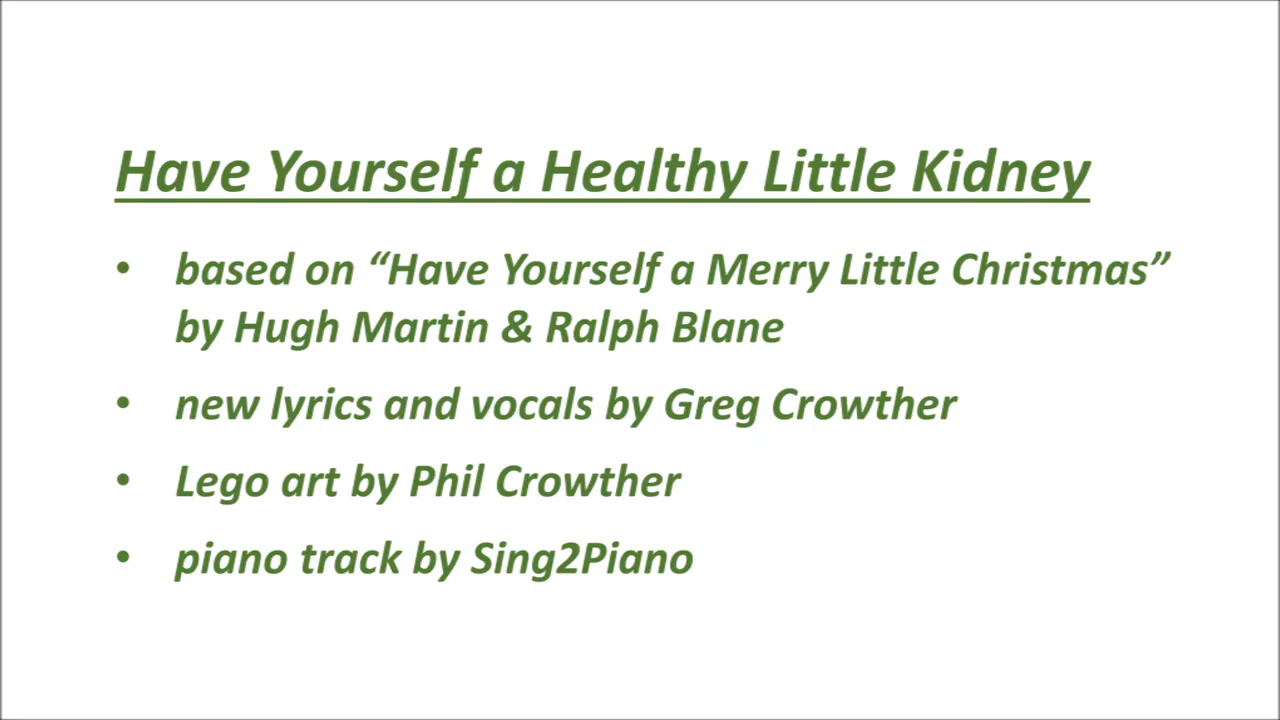 Have Yourself a Healthy Little Kidney
• based on “Have Yourself a Merry Little Christmas”
by Hugh Martin & Ralph Blane
• new lyrics and vocals by Greg Crowther
• Lego art by Phil Crowther
• piano track by Sing2Piano